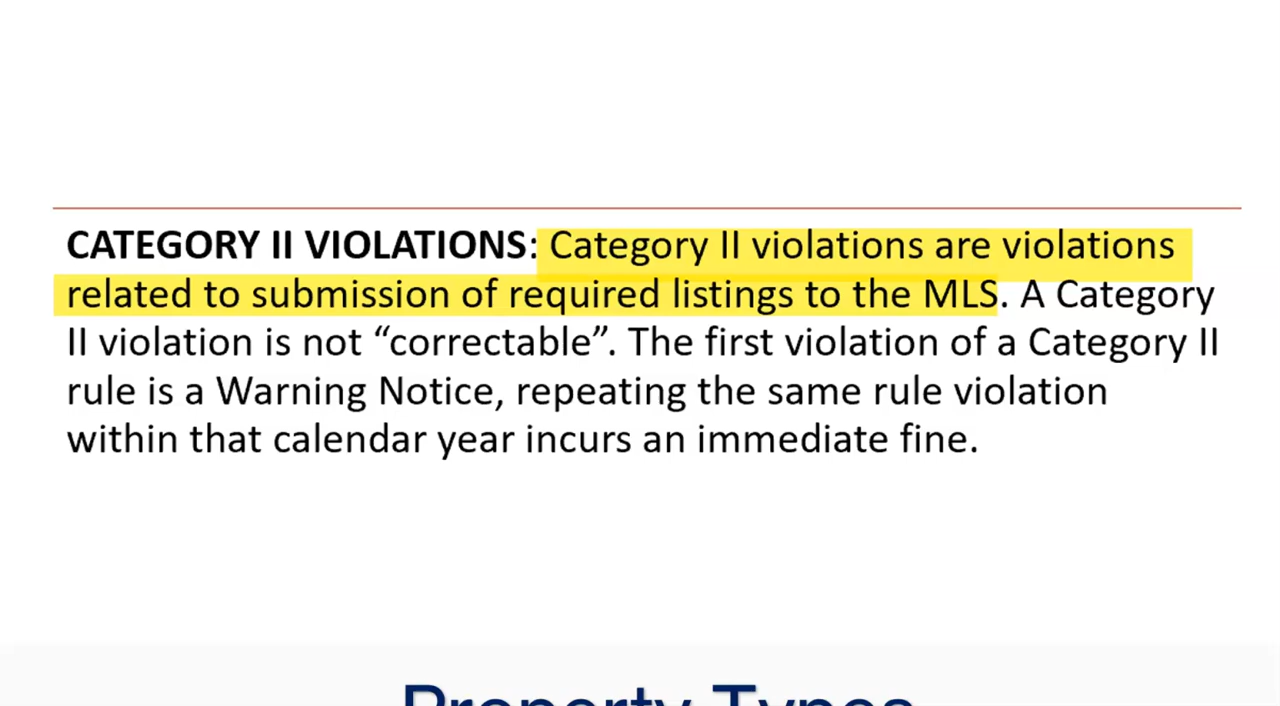 CATEGORY II VIOLATIONS: Category II violations are violations
related to submission of required listings to the MLS. A Category
II violation is not “correctable”. The first violation of a Category II
rule is a Warning Notice, repeating the same rule violation
within that calendar year incurs an immediate fine.
Property Types